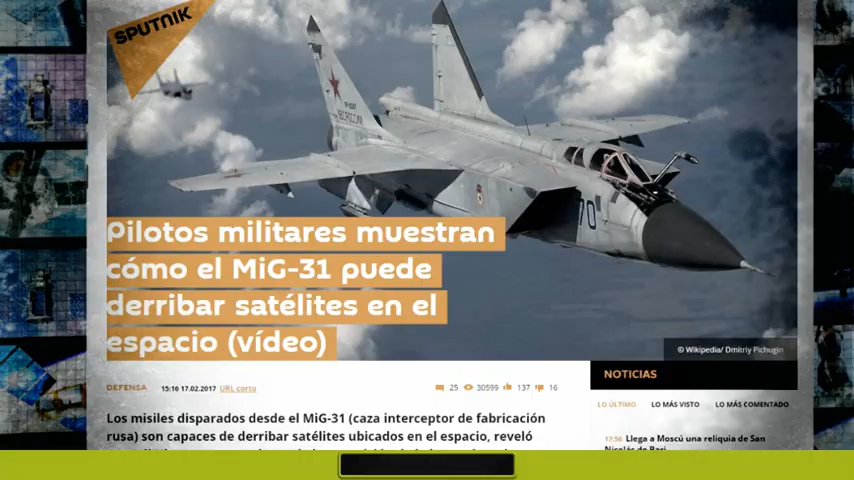 SPUTNIK
70
Pilotos militares muestran
cómo el MiG-31 puede
derribar satélites en el
espacio (vídeo)
© Wikipedia/ Dmitriy Pichugin
DEFENSA 15:16 17.02.2017 URL corto 25 30599 137 16
NOTICIAS
LO ÚLTIMO LO MÁS VISTO LO MÁS COMENTADO
Los misiles disparados desde el MiG-31 (caza interceptor de fabricación
rusa) son capaces de derribar satélites ubicados en el espacio, reveló
17:56 Llega a Moscú una reliquia de San